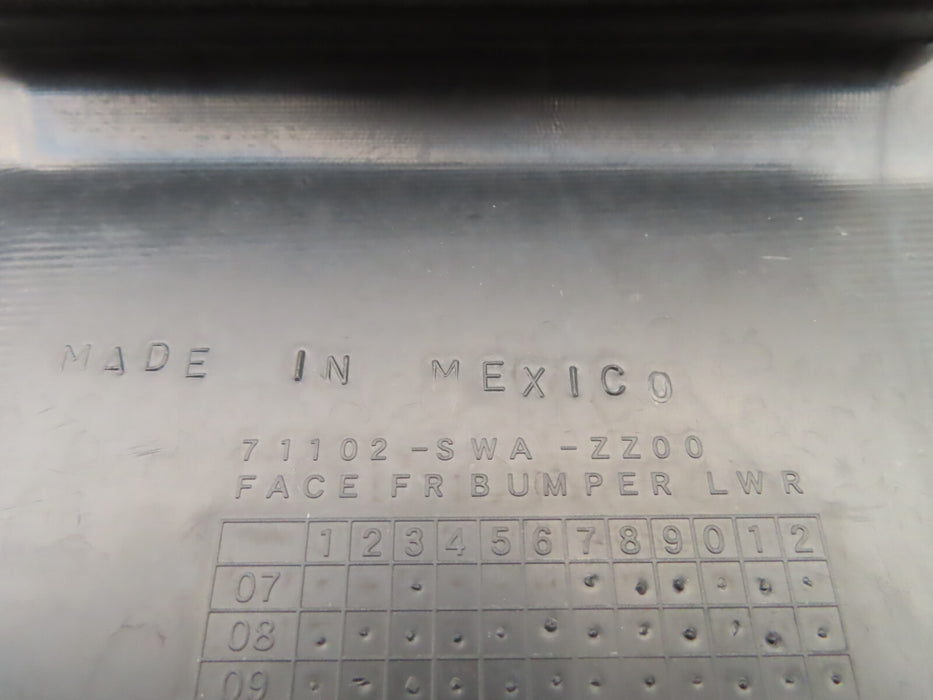 MADE IN MEXICO
71102-SWA-ZZ00
FACE FR BUMPER LWR
1 2 3 4 5 6 7 8 9 0 1 2
07
08
09